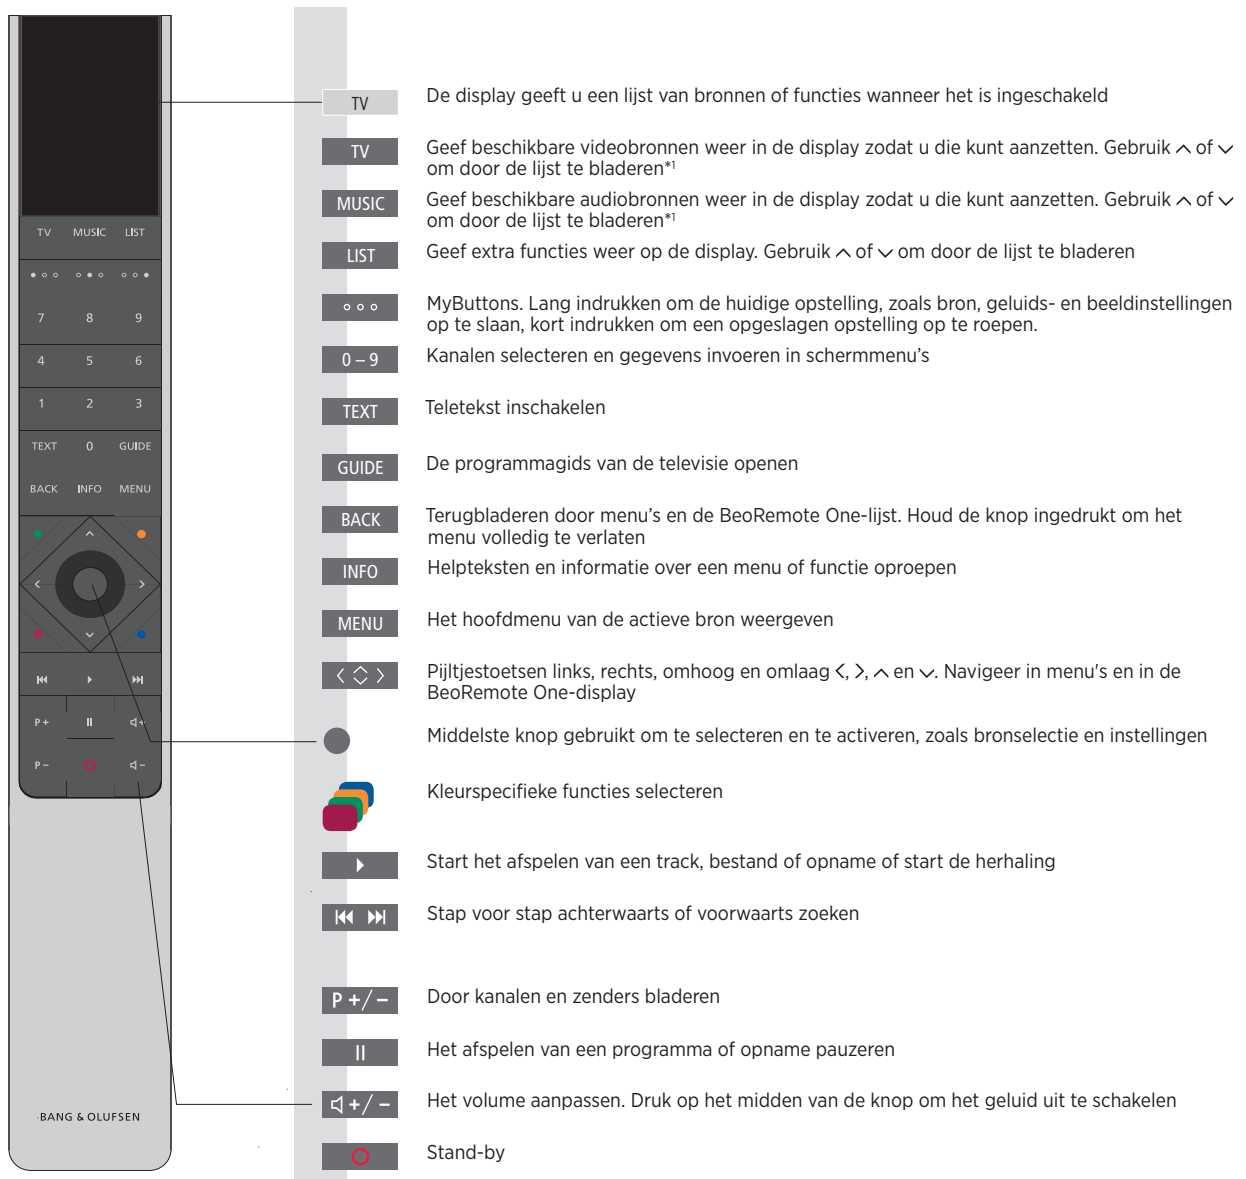 TV De display geeft u een lijst van bronnen of functies wanneer het is ingeschakeld
TV Geef beschikbare videobronnen weer in de display zodat u die kunt aanzetten. Gebruik ∧ of ∨
om door de lijst te bladeren*1
MUSIC Geef beschikbare audiobronnen weer in de display zodat u die kunt aanzetten. Gebruik ∧ of ∨
om door de lijst te bladeren*1
LIST Geef extra functies weer op de display. Gebruik ∧ of ∨ om door de lijst te bladeren
MyButtons. Lang indrukken om de huidige opstelling, zoals bron, geluids- en beeldinstellingen
op te slaan, kort indrukken om een opgeslagen opstelling op te roepen.
0 – 9 Kanalen selecteren en gegevens invoeren in schermmenu's
TEXT Teletekst inschakelen
GUIDE De programmagids van de televisie openen
BACK Terugbladeren door menu's en de BeoRemote One-lijst. Houd de knop ingedrukt om het
menu volledig te verlaten
INFO Helpteksten en informatie over een menu of functie oproepen
MENU Het hoofdmenu van de actieve bron weergeven
Pijltjestoetsen links, rechts, omhoog en omlaag <, >, ∧ en ∨. Navigeer in menu's en in de
BeoRemote One-display
Middelste knop gebruikt om te selecteren en te activeren, zoals bronselectie en instellingen
Kleurspecifieke functies selecteren
Start het afspelen van een track, bestand of opname of start de herhaling
Stap voor stap achterwaarts of voorwaarts zoeken
P +/− Door kanalen en zenders bladeren
Het afspelen van een programma of opname pauzeren
+/− Het volume aanpassen. Druk op het midden van de knop om het geluid uit te schakelen
Stand-by
TV MUSIC LIST
7 8 9
4 5 6
1 2 3
TEXT 0 GUIDE
BACK INFO MENU
P + +
P − −
BANG & OLUFSEN